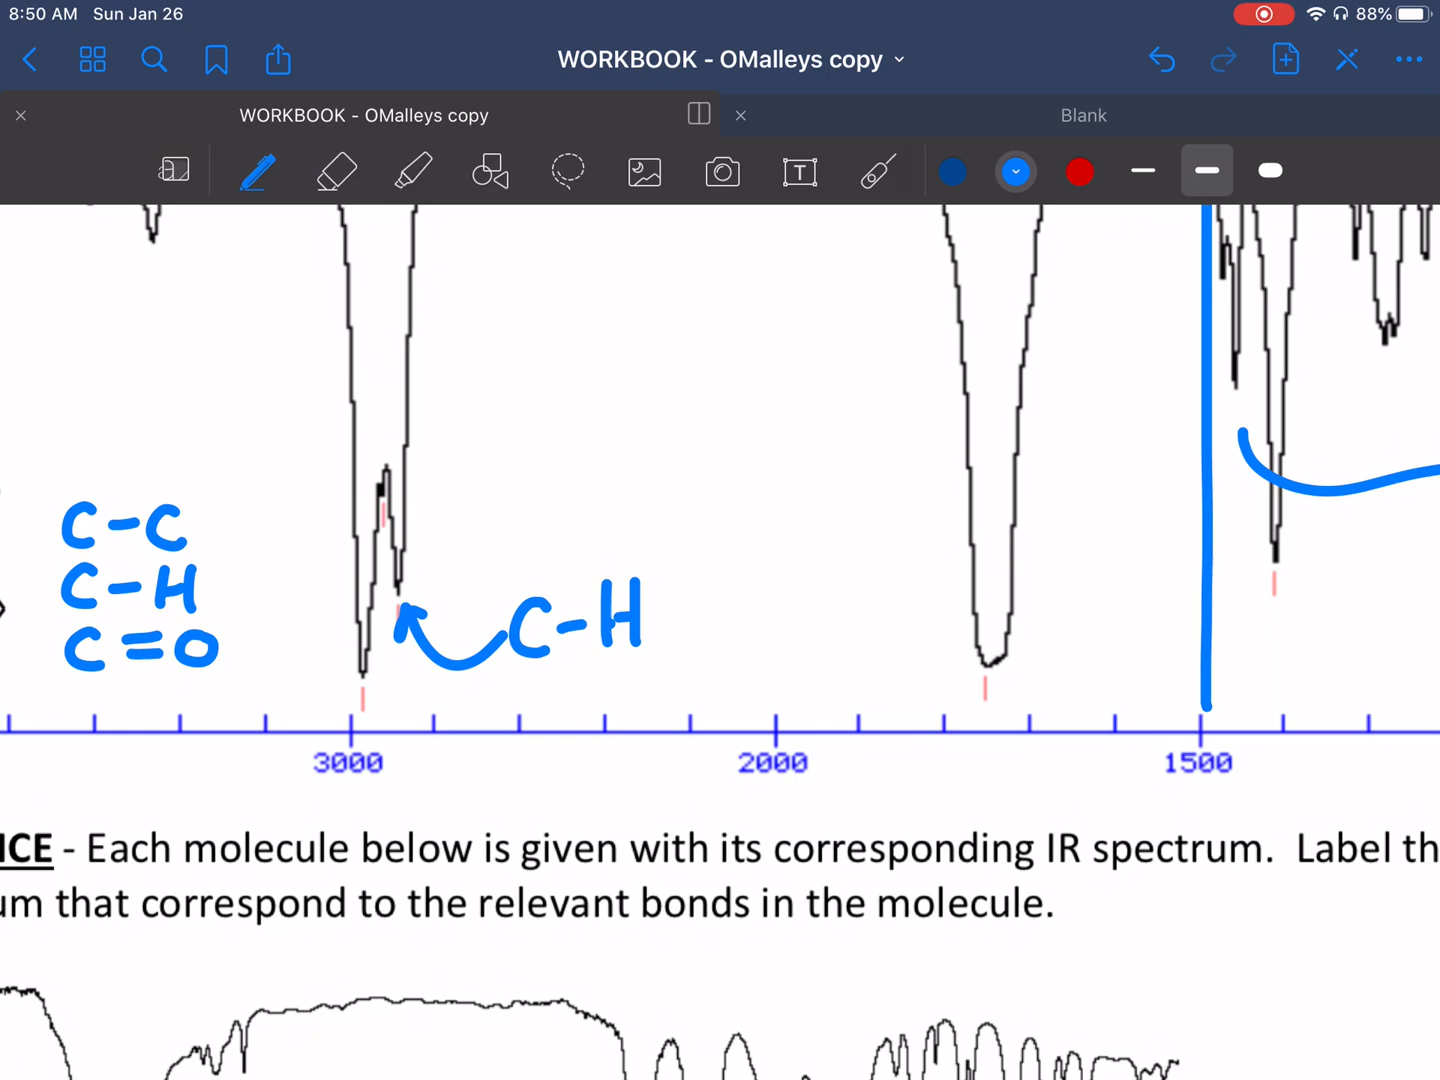 8:50 AM Sun Jan 26 88%
WORKBOOK - OMalleys copy
WORKBOOK - OMalleys copy Blank
T
C-C
C-H
C=O
C-H
3000 2000 1500
ICE - Each molecule below is given with its corresponding IR spectrum. Label th
um that correspond to the relevant bonds in the molecule.